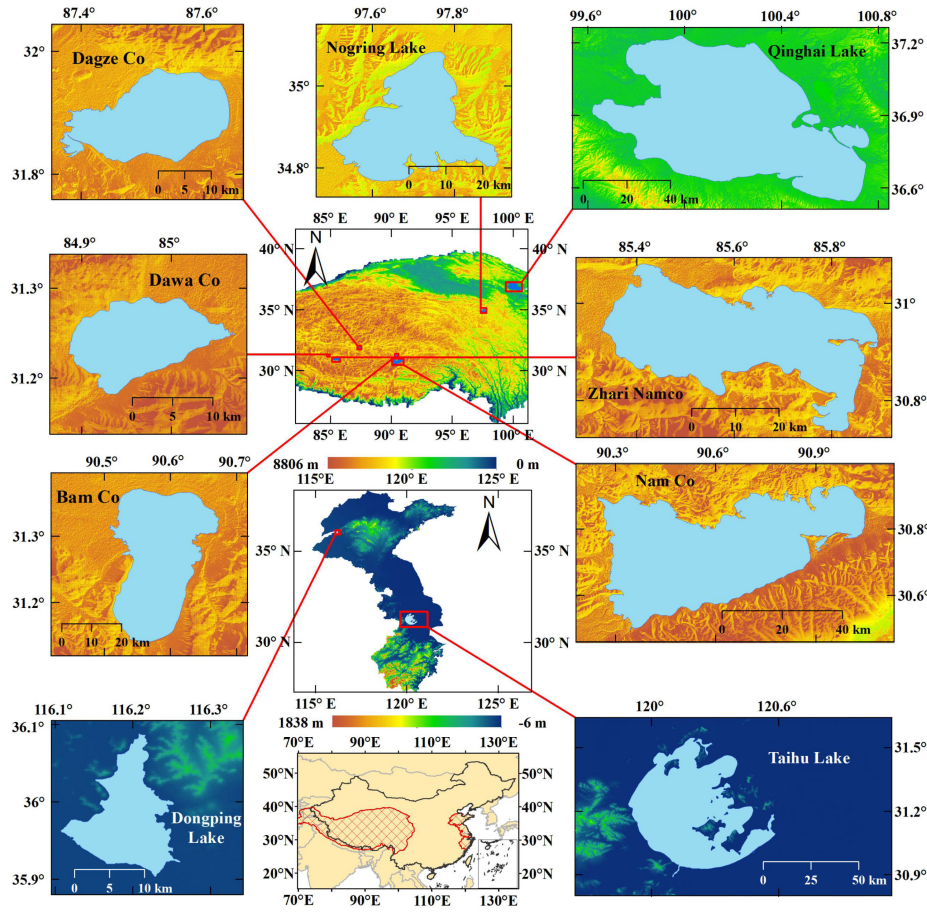 87.4° 87.6°
32°
31.8°
Dagze Co
0 5 10 km
97.6° 97.8°
35°
34.8°
Nogring Lake
0 10 20 km
99.6° 100° 100.4° 100.8°
37.2°
36.9°
36.6°
Qinghai Lake
0 20 40 km
84.9° 85°
31.3°
31.2°
Dawa Co
0 5 10 km
85° E 90° E 95° E 100° E
40° N
35° N
30° N
N
40° N
35° N
30° N
85° E 90° E 95° E 100° E
8806 m 0 m
85.4° 85.6° 85.8°
31°
30.8°
Zhari Namco
0 10 20 km
90.5° 90.6° 90.7°
31.3°
31.2°
Bam Co
0 10 20 km
115° E 120° E 125° E
35° N
30° N
N
35° N
30° N
115° E 120° E 125° E
1838 m -6 m
90.3° 90.6° 90.9°
30.8°
30.6°
Nam Co
0 20 40 km
116.1° 116.2° 116.3°
36.1°
36°
35.9°
Dongping
Lake
0 5 10 km
70°E 90°E 110°E 130°E
50°N
40°N
30°N
20°N
50°N
40°N
30°N
20°N
70°E 90°E 110°E 130°E
120° 120.6°
31.5°
31.2°
30.9°
Taihu Lake
0 25 50 km